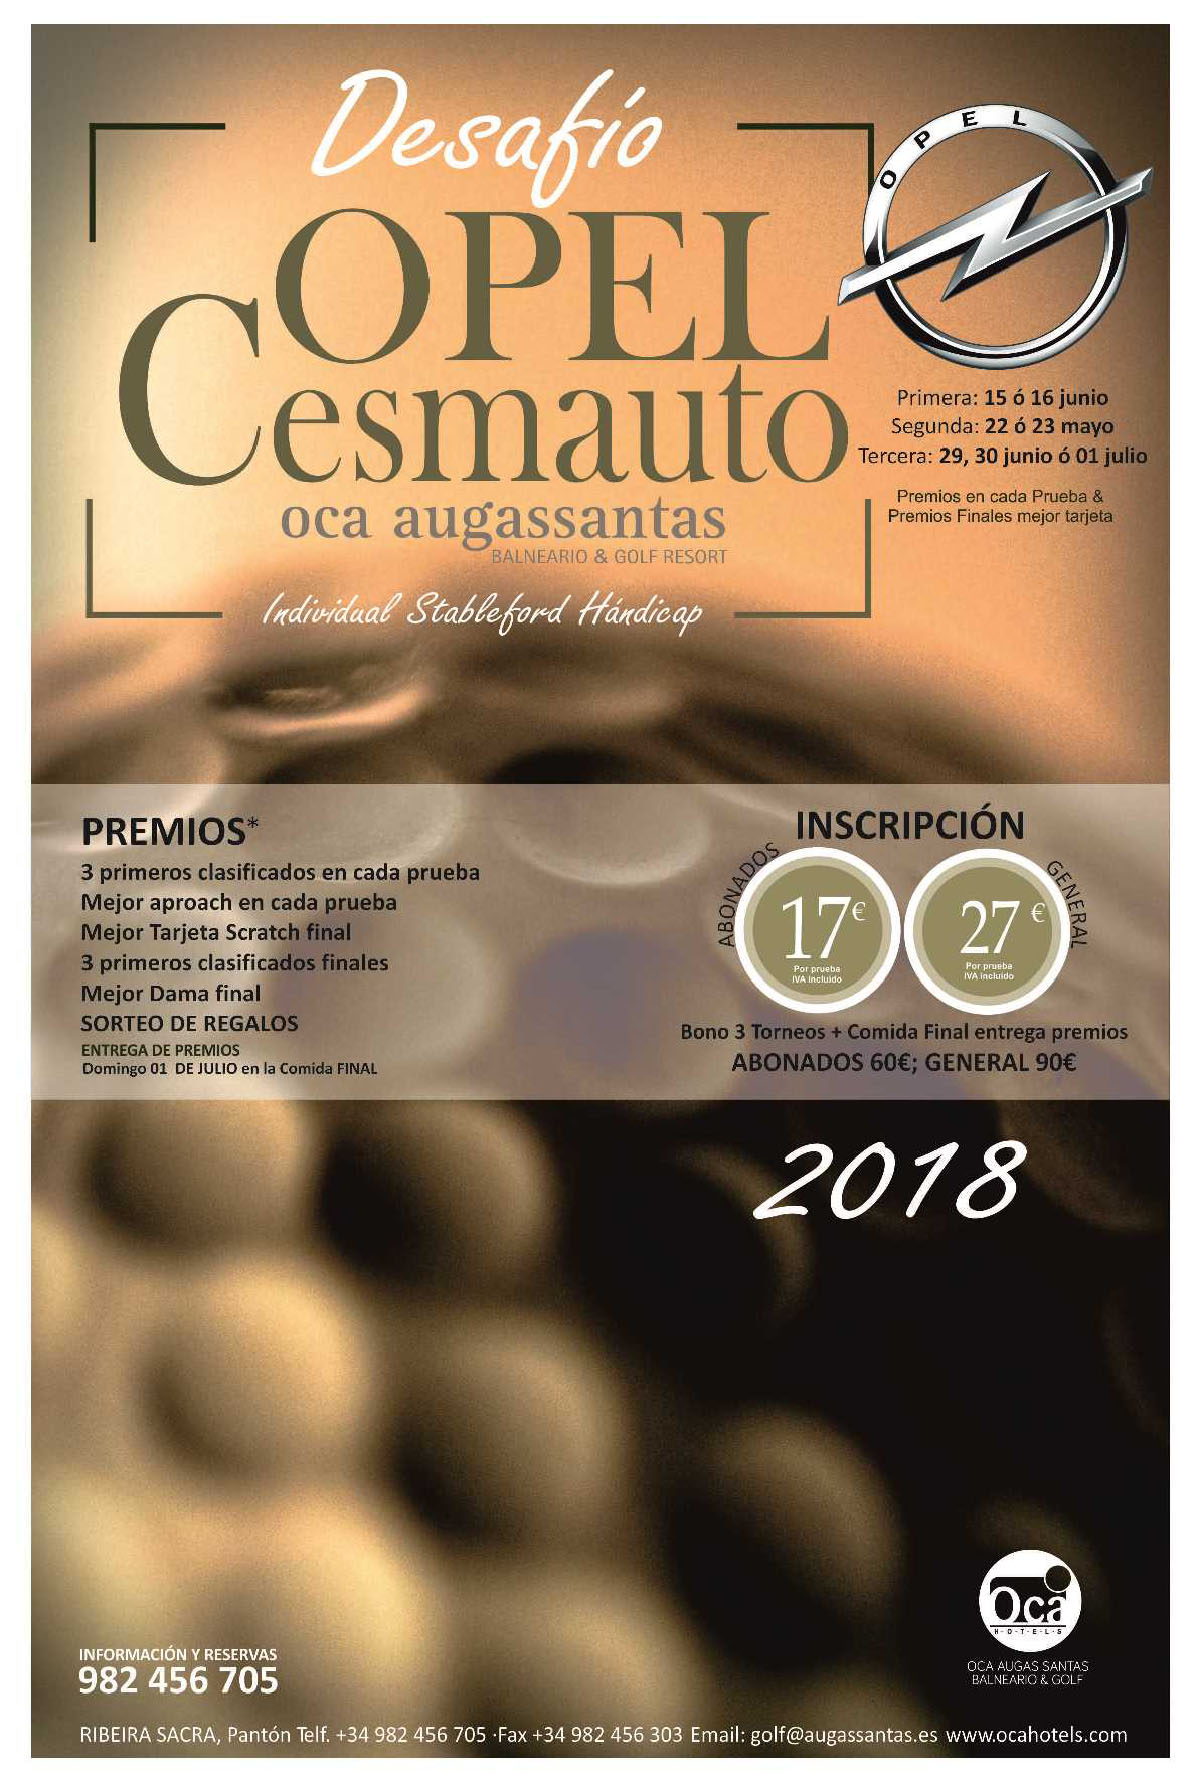 Desafío
OPEL
OPEL
Cesmauto
oca augassantas
BALNEARIO & GOLF RESORT
Individual Stableford Hándicap
Primera: 15 ó 16 junio
Segunda: 22 ó 23 mayo
Tercera: 29, 30 junio ó 01 julio
Premios en cada Prueba &
Premios Finales mejor tarjeta
PREMIOS*
3 primeros clasificados en cada prueba
Mejor aproach en cada prueba
Mejor Tarjeta Scratch final
3 primeros clasificados finales
Mejor Dama final
SORTEO DE REGALOS
ENTREGA DE PREMIOS
Domingo 01 DE JULIO en la Comida FINAL
INSCRIPCIÓN
ABONADOS
17€
Por prueba
IVA incluido
GENERAL
27€
Por prueba
IVA incluido
Bono 3 Torneos + Comida Final entrega premios
ABONADOS 60€; GENERAL 90€
2018
Oca
H·O·T·E·L·S
OCA AUGAS SANTAS
BALNEARIO & GOLF
INFORMACIÓN Y RESERVAS
982 456 705
RIBEIRA SACRA, Pantón Telf. +34 982 456 705 ·Fax +34 982 456 303 Email: golf@augassantas.es www.ocahotels.com